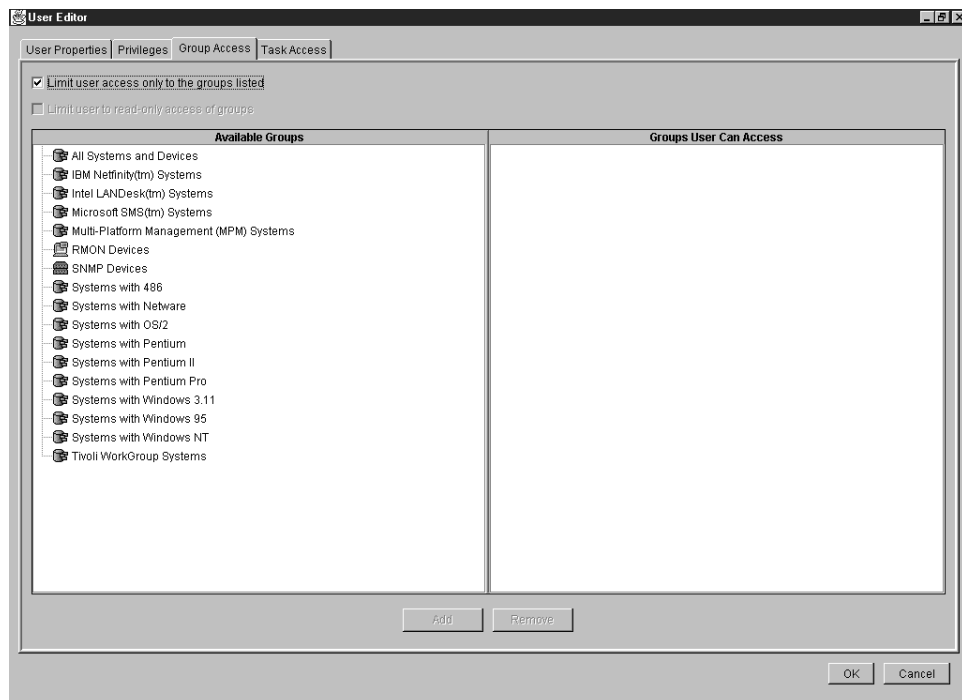 User Editor
User Properties Privileges Group Access Task Access
Limit user access only to the groups listed
Limit user to read-only access of groups
Available Groups Groups User Can Access
All Systems and Devices
IBM Netfinity(tm) Systems
Intel LANDesk(tm) Systems
Microsoft SMS(tm) Systems
Multi-Platform Management (MPM) Systems
RMON Devices
SNMP Devices
Systems with 486
Systems with Netware
Systems with OS/2
Systems with Pentium
Systems with Pentium II
Systems with Pentium Pro
Systems with Windows 3.11
Systems with Windows 95
Systems with Windows NT
Tivoli WorkGroup Systems
Add Remove
OK Cancel